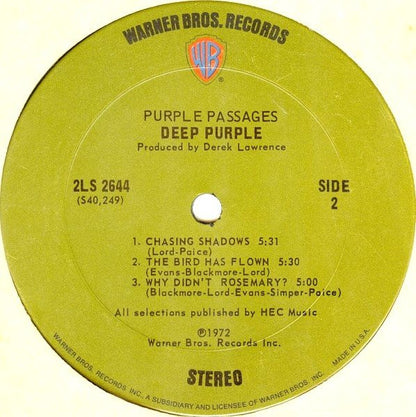 WARNER BROS. RECORDS
WB
PURPLE PASSAGES
DEEP PURPLE
Produced by Derek Lawrence
2LS 2644
(S40,249)
SIDE
2
1. CHASING SHADOWS 5:31
(Lord-Paice)
2. THE BIRD HAS FLOWN 5:30
(Evans-Blackmore-Lord)
3. WHY DIDN'T ROSEMARY? 5:00
(Blackmore-Lord-Evans-Simper-Paice)
All selections published by HEC Music
℗1972
Warner Bros. Records Inc.
STEREO
WARNER BROS. RECORDS INC. A SUBSIDIARY AND LICENSEE OF WARNER BROS. INC. MADE IN U.S.A.